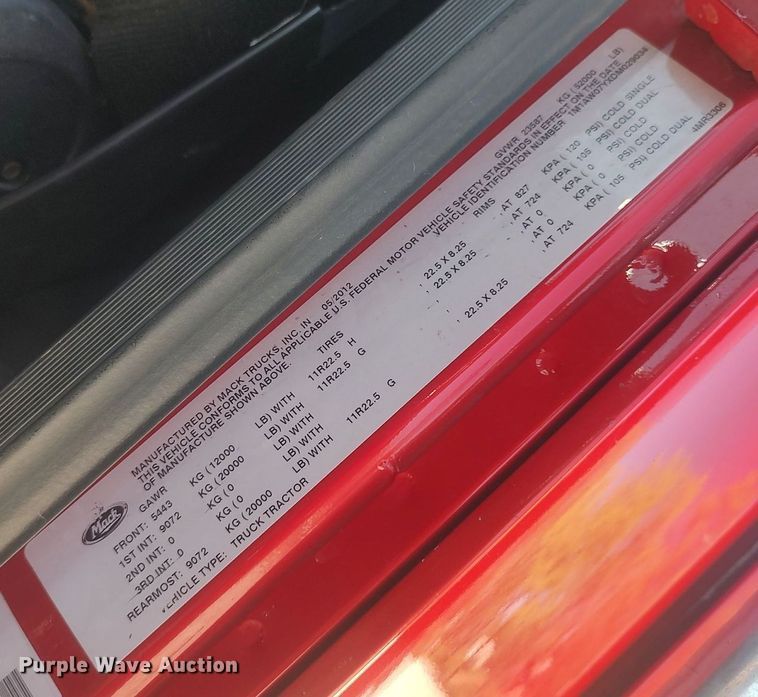 MANUFACTURED BY MACK TRUCKS, INC. IN 05/2012 GVWR 23587 KG (52000 LB)
THIS VEHICLE CONFORMS TO ALL APPLICABLE U.S. FEDERAL MOTOR VEHICLE SAFETY STANDARDS IN EFFECT ON THE DATE
OF MANUFACTURE SHOWN ABOVE. VEHICLE IDENTIFICATION NUMBER 1M1AW07YXDM029034
Mack
GAWR TIRES RIMS
FRONT: 5443 KG (12000 LB) WITH 11R22.5 H , 22.5 X 8.25 , AT 827 KPA ( 120 PSI) COLD SINGLE
1ST INT: 9072 KG (20000 LB) WITH 11R22.5 G , 22.5 X 8.25 , AT 724 KPA ( 105 PSI) COLD DUAL
2ND INT: 0 KG (0 LB) WITH , , AT 0 KPA ( 0 PSI) COLD
3RD INT: 0 KG (0 LB) WITH , , AT 0 KPA ( 0 PSI) COLD
REARMOST: 9072 KG (20000 LB) WITH 11R22.5 G , 22.5 X 8.25 , AT 724 KPA ( 105 PSI) COLD DUAL
VEHICLE TYPE: TRUCK TRACTOR 4MR3306
Purple Wave Auction